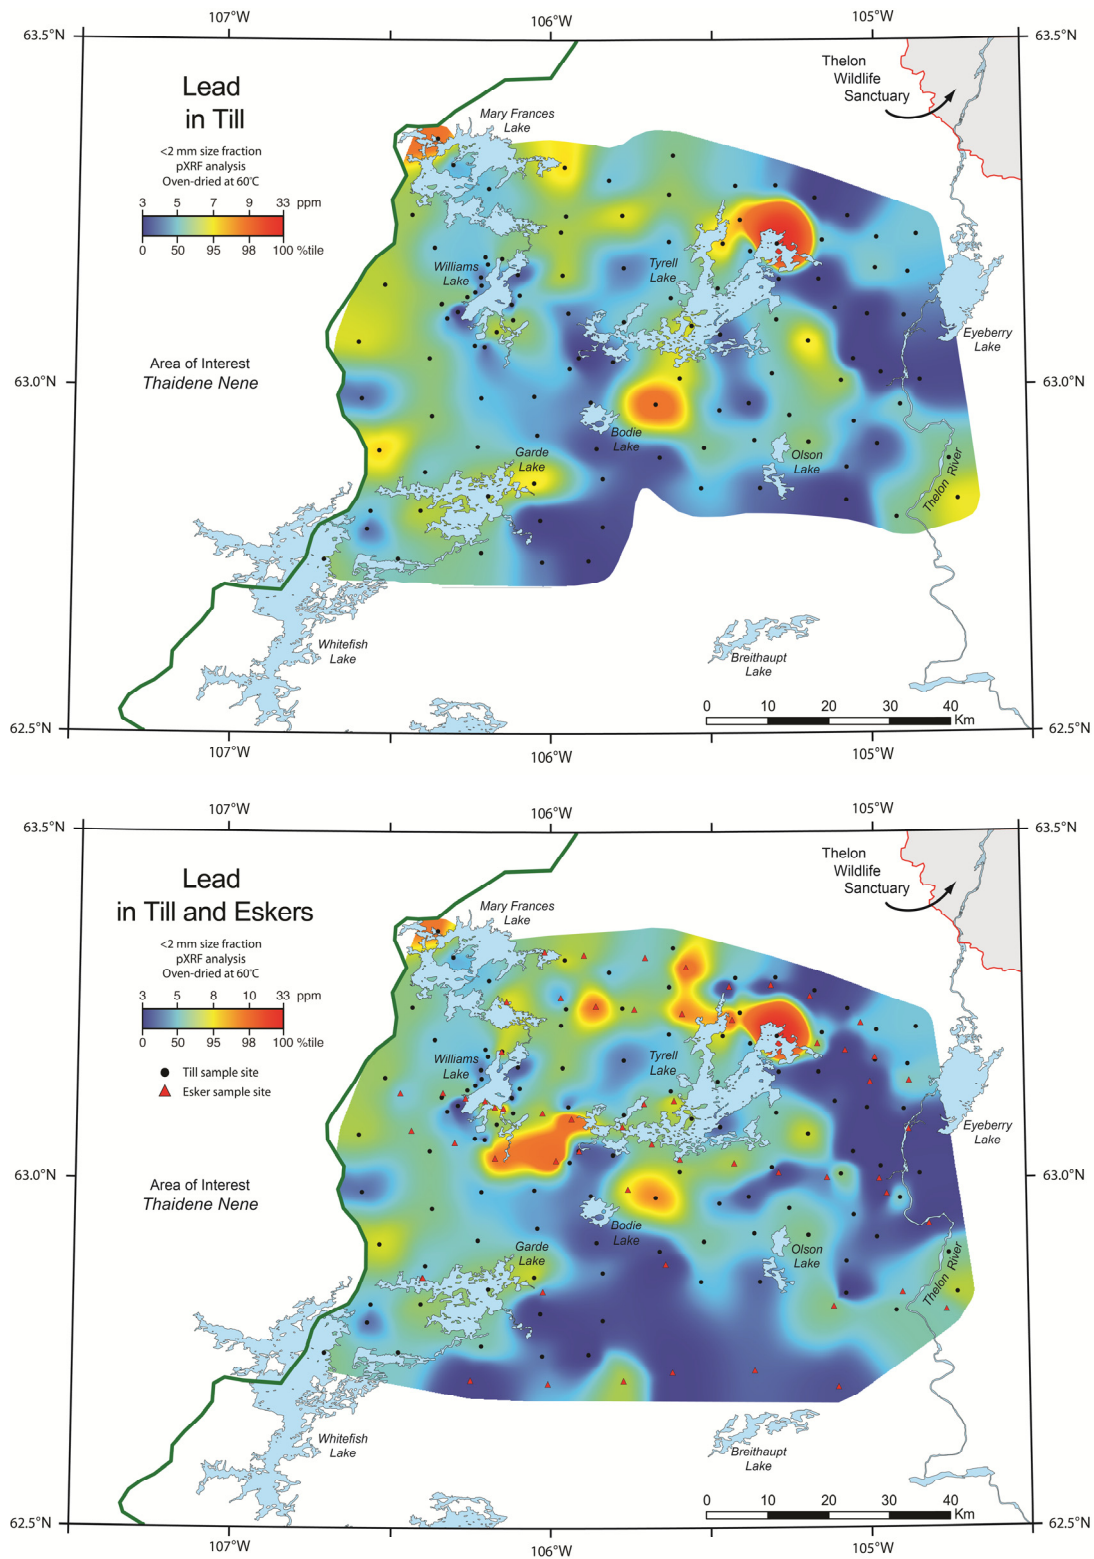 107°W
106°W
105°W
63.5°N
63.5°N
Lead
in Till
<2 mm size fraction
pXRF analysis
Oven-dried at 60°C
3 5 7 9 33 ppm
0 50 95 98 100 %tile
Thelon
Wildlife
Sanctuary
Mary Frances
Lake
Williams
Lake
Tyrell
Lake
Eyeberry
Lake
Area of Interest
Thaidene Nene
63.0°N
63.0°N
Bodie
Lake
Garde
Lake
Olson
Lake
Thelon River
Whitefish
Lake
Breithaupt
Lake
0 10 20 30 40
Km
62.5°N
62.5°N
107°W
106°W
105°W
107°W
106°W
105°W
63.5°N
63.5°N
Lead
in Till and Eskers
<2 mm size fraction
pXRF analysis
Oven-dried at 60°C
3 5 8 10 33 ppm
0 50 95 98 100 %tile
Till sample site
Esker sample site
Thelon
Wildlife
Sanctuary
Mary Frances
Lake
Williams
Lake
Tyrell
Lake
Eyeberry
Lake
Area of Interest
Thaidene Nene
63.0°N
63.0°N
Bodie
Lake
Garde
Lake
Olson
Lake
Thelon River
Whitefish
Lake
Breithaupt
Lake
0 10 20 30 40
Km
62.5°N
62.5°N
107°W
106°W
105°W